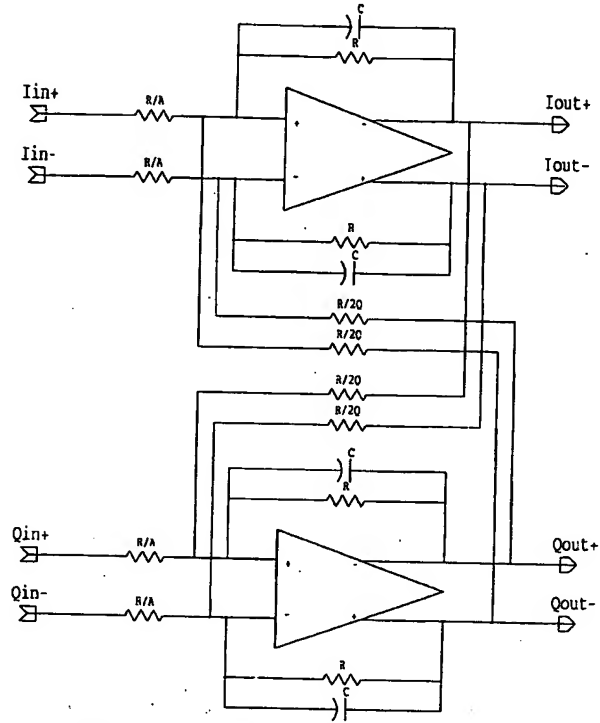 C
R
Iin+ R/A + - Iout+
Iin- R/A - + Iout-
R
C
R/2Q
R/2Q
R/2Q
R/2Q
C
R
Qin+ R/A + - Qout+
Qin- R/A - + Qout-
R
C